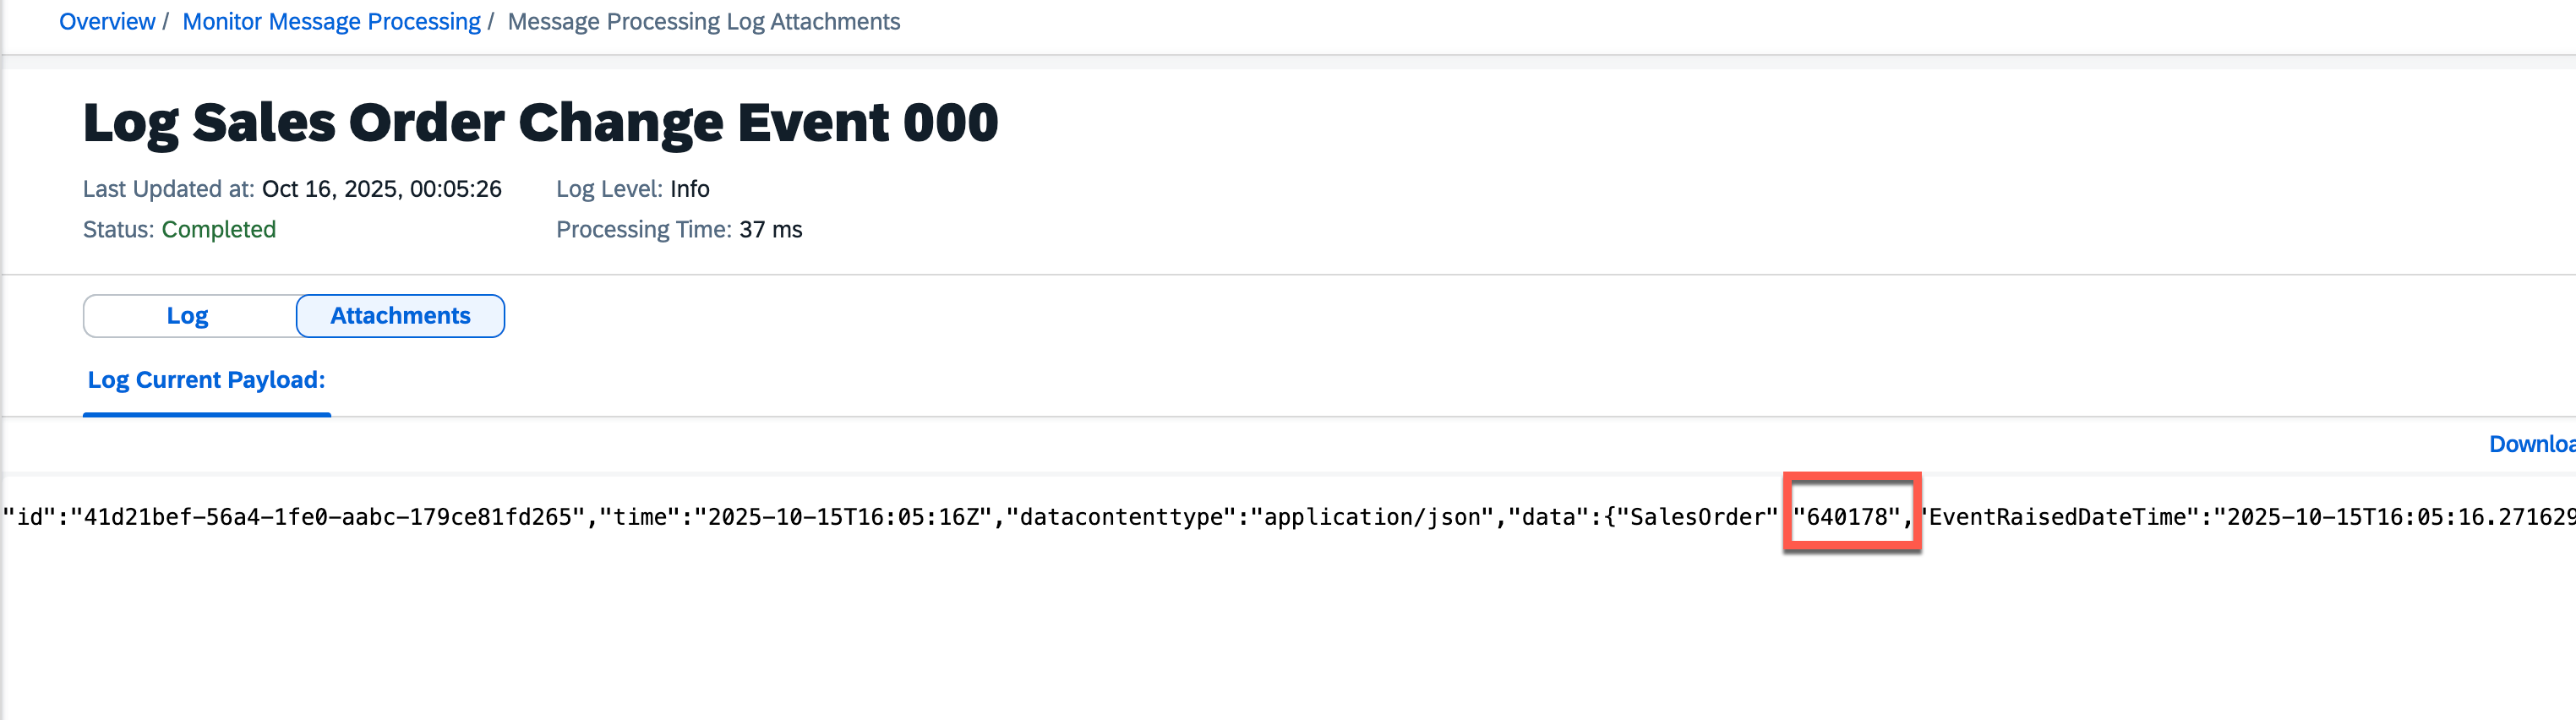 Overview / Monitor Message Processing / Message Processing Log Attachments
Log Sales Order Change Event 000
Last Updated at: Oct 16, 2025, 00:05:26 Log Level: Info
Status: Completed Processing Time: 37 ms
Log Attachments
Log Current Payload:
Downloa
"id":"41d21bef-56a4-1fe0-aabc-179ce81fd265","time":"2025-10-15T16:05:16Z","datacontenttype":"application/json","data":{"SalesOrder" "640178", "EventRaisedDateTime":"2025-10-15T16:05:16.271629